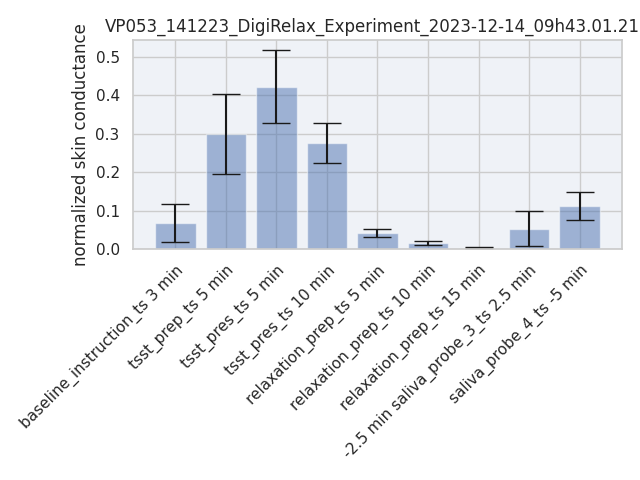 VP053_141223_DigiRelax_Experiment_2023-12-14_09h43.01.21
normalized skin conductance
0.5
0.4
0.3
0.2
0.1
0.0
baseline_instruction_ts 3 min
tsst_prep_ts 5 min
tsst_pres_ts 5 min
tsst_pres_ts 10 min
relaxation_prep_ts 5 min
relaxation_prep_ts 10 min
relaxation_prep_ts 15 min
-2.5 min saliva_probe_3_ts 2.5 min
saliva_probe_4_ts -5 min